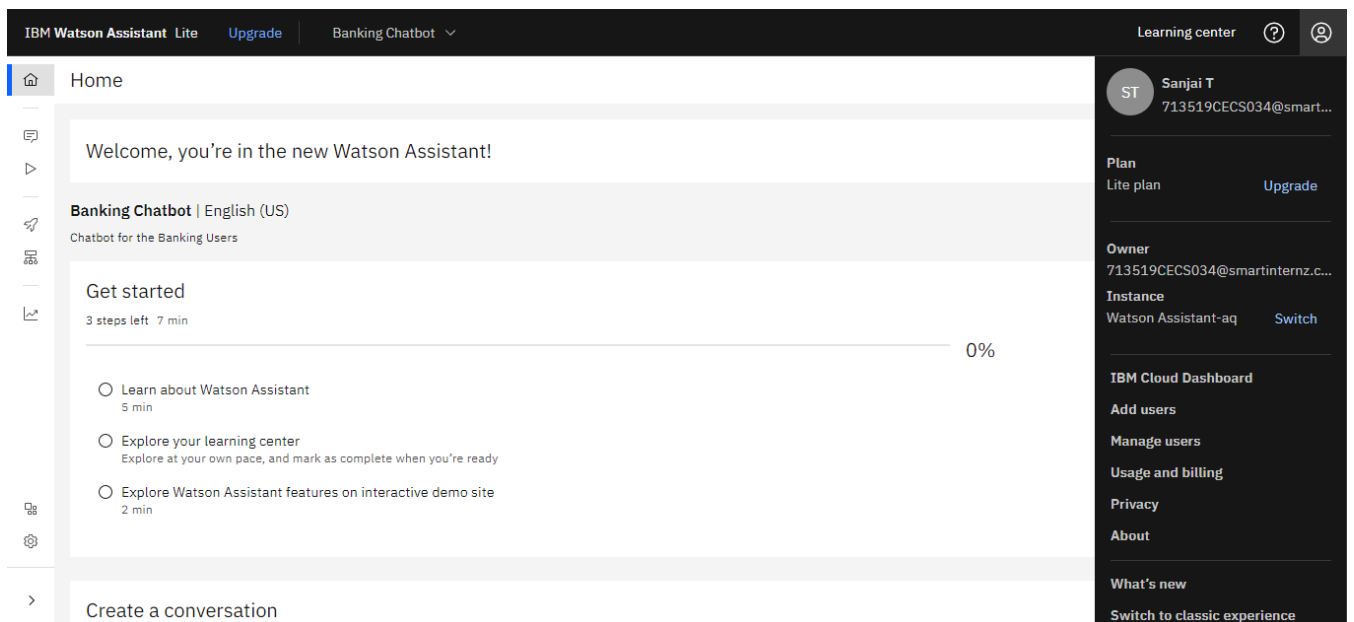 IBM Watson Assistant Lite Upgrade Banking Chatbot Learning center
Home
Welcome, you're in the new Watson Assistant!
Banking Chatbot | English (US)
Chatbot for the Banking Users
Get started
3 steps left 7 min
0%
Learn about Watson Assistant
5 min
Explore your learning center
Explore at your own pace, and mark as complete when you're ready
Explore Watson Assistant features on interactive demo site
2 min
Create a conversation
ST
Sanjai T
713519CECS034@smart...
Plan
Lite plan Upgrade
Owner
713519CECS034@smartinternz.c...
Instance
Watson Assistant-aq Switch
IBM Cloud Dashboard
Add users
Manage users
Usage and billing
Privacy
About
What's new
Switch to classic experience